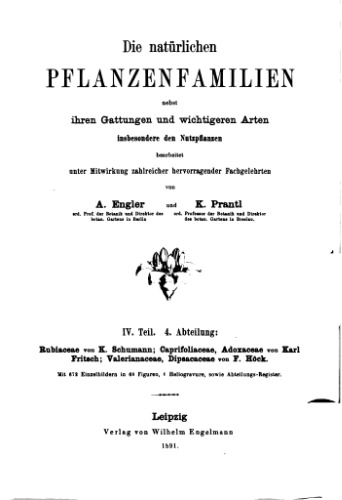 Die natürlichen
PFLANZENFAMILIEN
nebst
ihren Gattungen und wichtigeren Arten
insbesondere den Nutzpflanzen
bearbeitet
unter Mitwirkung zahlreicher hervorragender Fachgelehrten
von
A. Engler und K. Prantl
ord. Prof. der Botanik und Direktor des ord. Professor der Botanik und Direktor
botan. Gartens in Berlin des botan. Gartens in Breslau.
IV. Teil. 4. Abteilung:
Rubiaceae von K. Schumann; Caprifoliaceae, Adoxaceae von Karl
Fritsch; Valerianaceae, Dipsacaceae von F. Höck.
Mit 472 Einzelbildern in Figuren, Heliogravure, sowie Abteilungs-Register.
Leipzig
Verlag von Wilhelm Engelmann
1891.